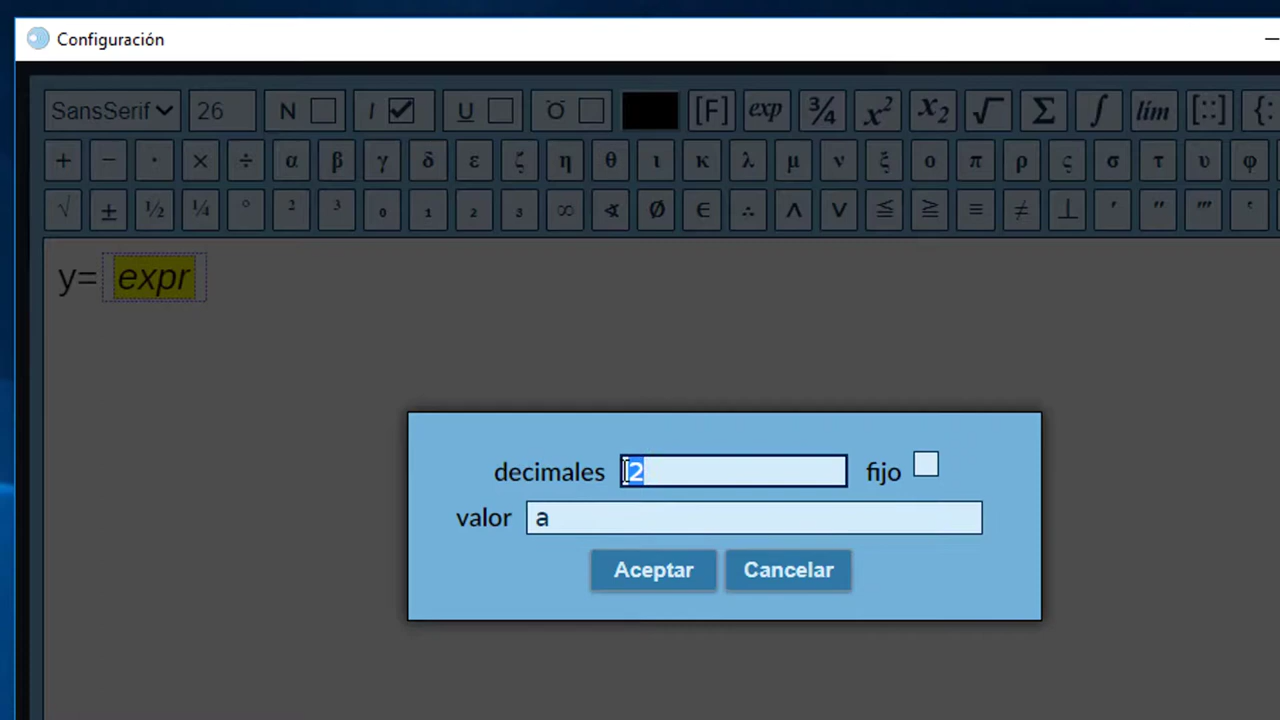 Configuración
SansSerif 26 N I U O [F] exp ¾ x² x₂ √ Σ ∫ lím [::] {:
+ − · × ÷ α β γ δ ε ζ η θ ι κ λ μ ν ξ ο π ρ ς σ τ υ φ
√ ± ½ ¼ ° ² ³ ₀ ₁ ₂ ₃ ∞ ∢ Ø ∈ ∴ ∧ ∨ ≦ ≧ ≡ ≠ ⊥ ′ ″ ‴ ‵
y= expr
decimales 2 fijo
valor a
Aceptar Cancelar